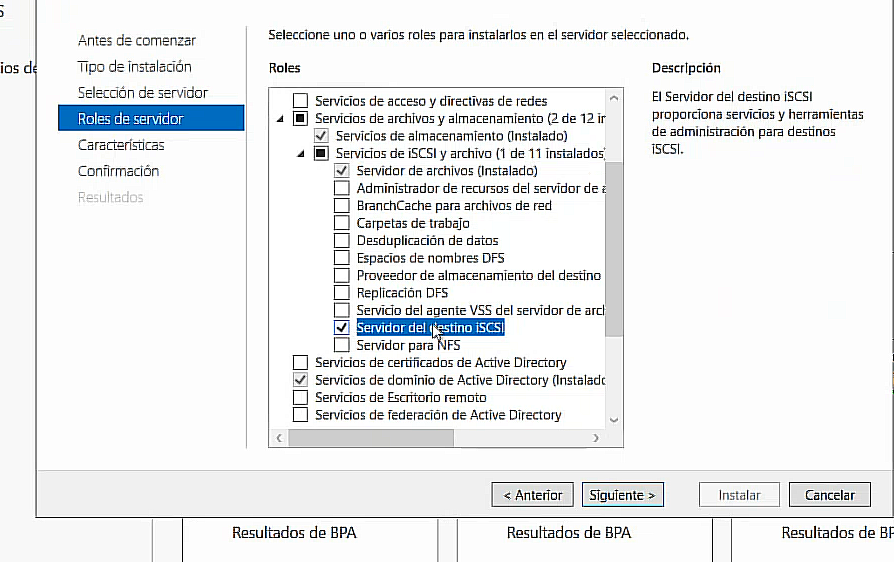 S
ios de
Antes de comenzar
Tipo de instalación
Selección de servidor
Roles de servidor
Características
Confirmación
Resultados
Seleccione uno o varios roles para instalarlos en el servidor seleccionado.
Roles
Servicios de acceso y directivas de redes
Servicios de archivos y almacenamiento (2 de 12 in
Servicios de almacenamiento (Instalado)
Servicios de iSCSI y archivo (1 de 11 instalados)
Servidor de archivos (Instalado)
Administrador de recursos del servidor de a
BranchCache para archivos de red
Carpetas de trabajo
Desduplicación de datos
Espacios de nombres DFS
Proveedor de almacenamiento del destino
Replicación DFS
Servicio del agente VSS del servidor de arch
Servidor del destino iSCSI
Servidor para NFS
Servicios de certificados de Active Directory
Servicios de dominio de Active Directory (Instalado
Servicios de Escritorio remoto
Servicios de federación de Active Directory
Descripción
El Servidor del destino iSCSI
proporciona servicios y herramientas
de administración para destinos
iSCSI.
< Anterior
Siguiente >
Instalar
Cancelar
Resultados de BPA
Resultados de BPA
Resultados de BP